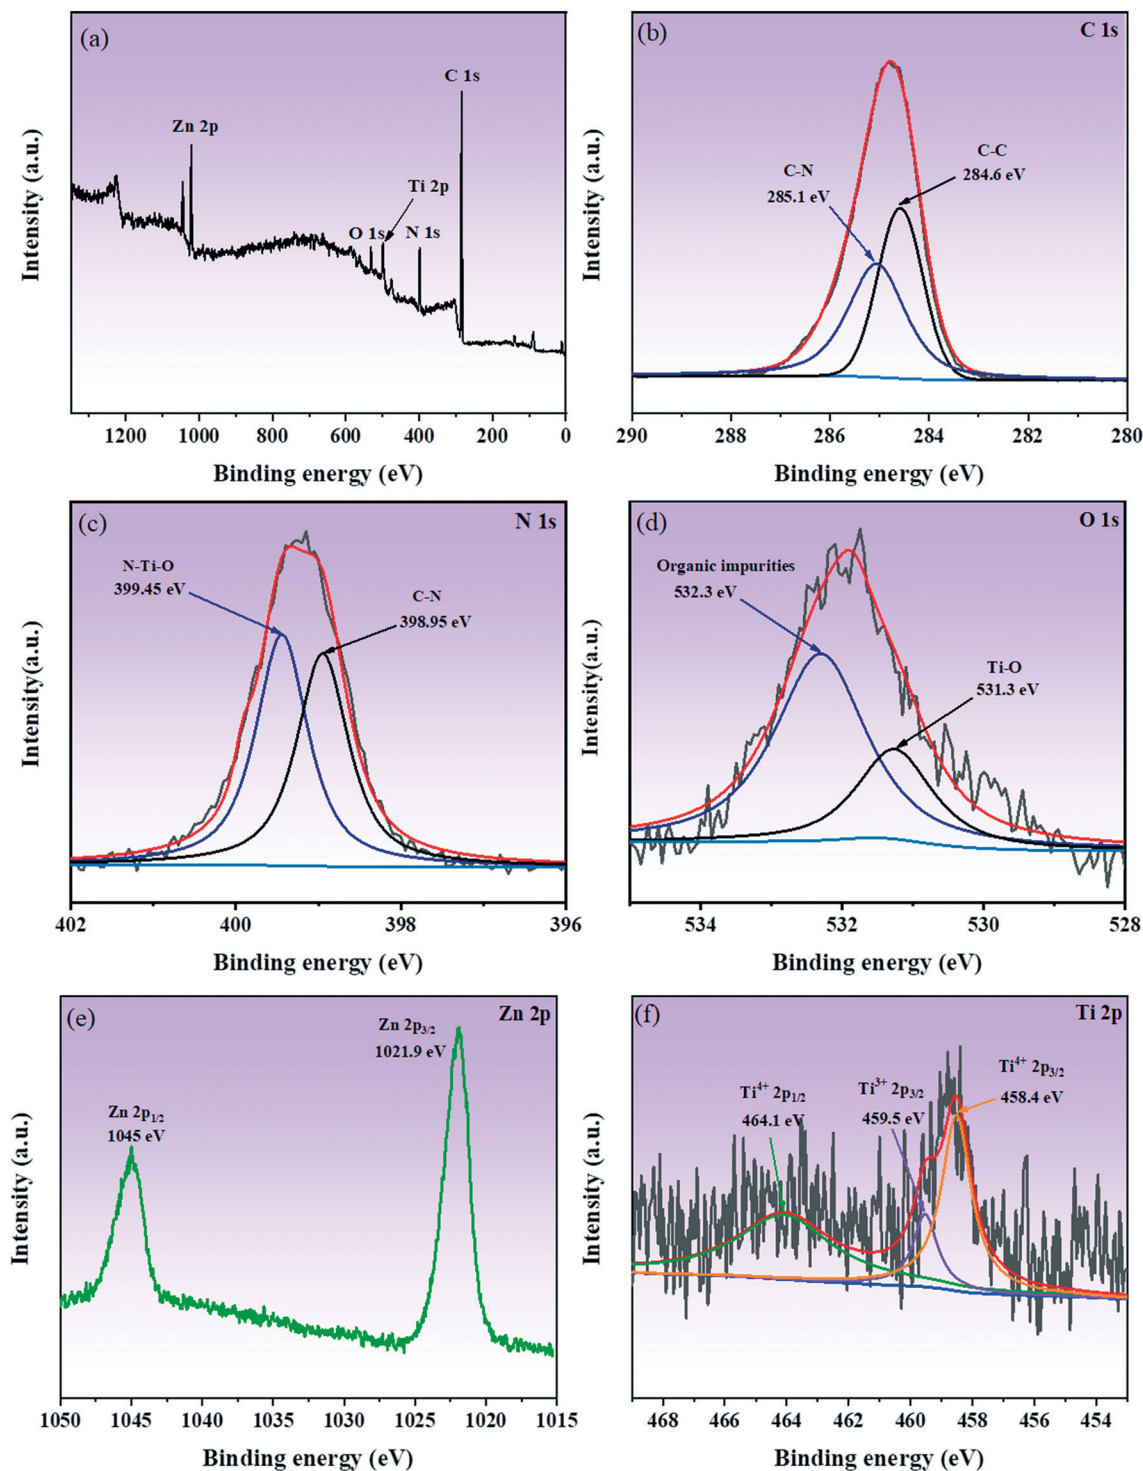 (a)
C 1s
Zn 2p
Ti 2p
O 1s
N 1s
Intensity (a.u.)
1200
1000
800
600
400
200
0
Binding energy (eV)
(b)
C 1s
C-C
284.6 eV
C-N
285.1 eV
Intensity (a.u.)
290
288
286
284
282
280
Binding energy (eV)
(c)
N 1s
N-Ti-O
399.45 eV
C-N
398.95 eV
Intensity(a.u.)
402
400
398
396
Binding energy (eV)
(d)
O 1s
Organic impurities
532.3 eV
Ti-O
531.3 eV
Intensity(a.u.)
534
532
530
528
Binding energy (eV)
(e)
Zn 2p
Zn 2p3/2
1021.9 eV
Zn 2p1/2
1045 eV
Intensity (a.u.)
1050
1045
1040
1035
1030
1025
1020
1015
Binding energy (eV)
(f)
Ti 2p
Ti4+ 2p3/2
458.4 eV
Ti4+ 2p1/2
464.1 eV
Ti3+ 2p3/2
459.5 eV
Intensity (a.u.)
468
466
464
462
460
458
456
454
Binding energy (eV)